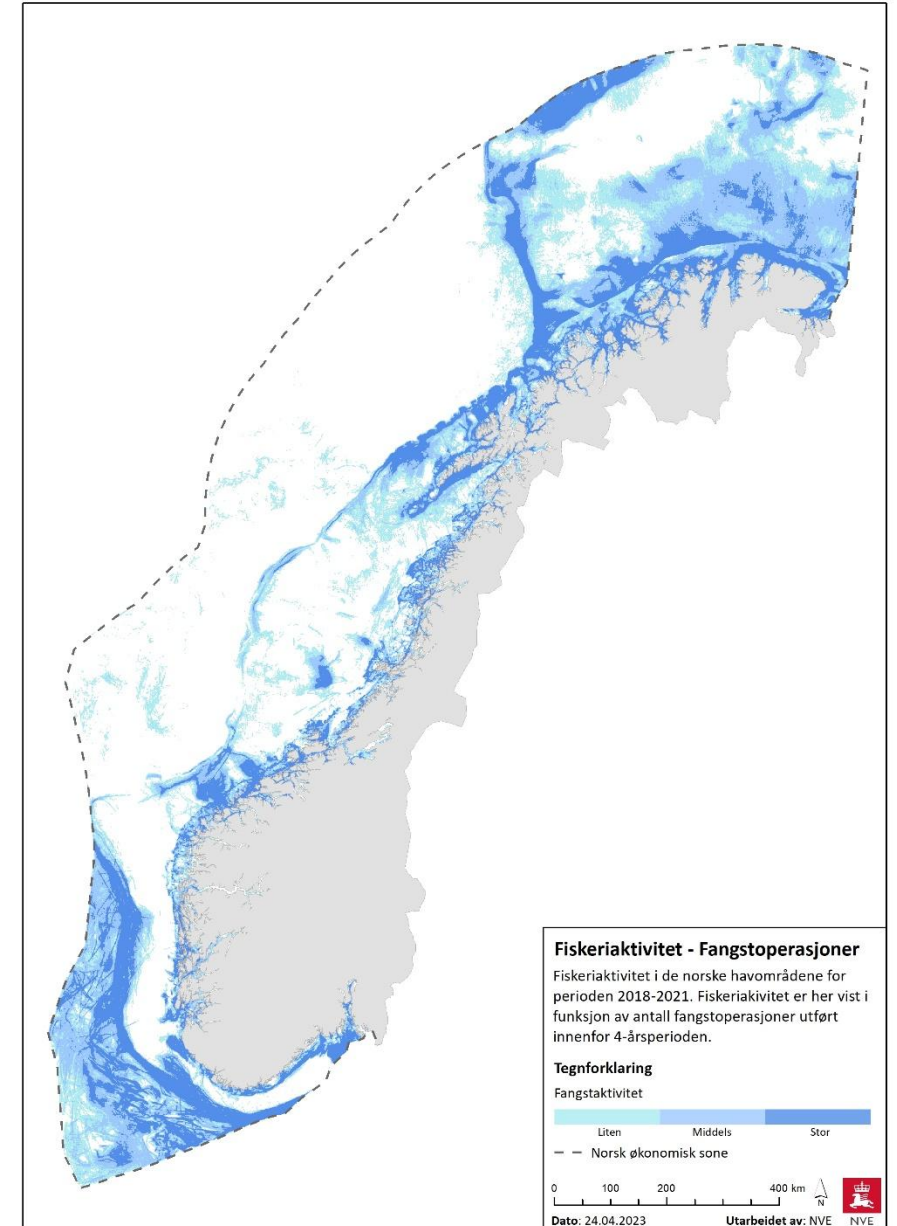 Fiskeriaktivitet - Fangstoperasjoner
Fiskeriaktivitet i de norske havområdene for
perioden 2018-2021. Fiskeriakivitet er her vist i
funksjon av antall fangstoperasjoner utført
innenfor 4-årsperioden.
Tegnforklaring
Fangstaktivitet
Liten Middels Stor
Norsk økonomisk sone
0 100 200 400 km
N
Dato: 24.04.2023 Utarbeidet av: NVE NVE